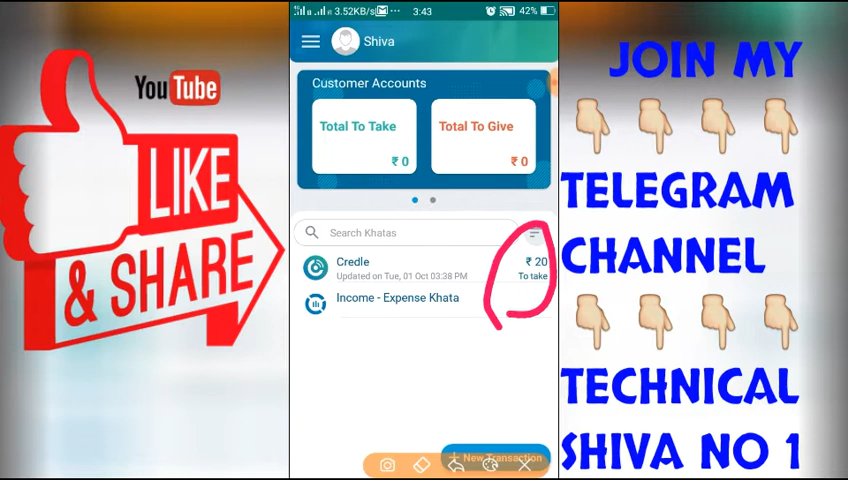 YouTube
LIKE
& SHARE
3.52KB/s
3:43
42%
Shiva
Customer Accounts
Total To Take
₹ 0
Total To Give
₹ 0
Search Khatas
Credle
₹ 20
Updated on Tue, 01 Oct 03:38 PM
To take
Income - Expense Khata
+ New Transaction
JOIN MY
TELEGRAM
CHANNEL
TECHNICAL
SHIVA NO 1